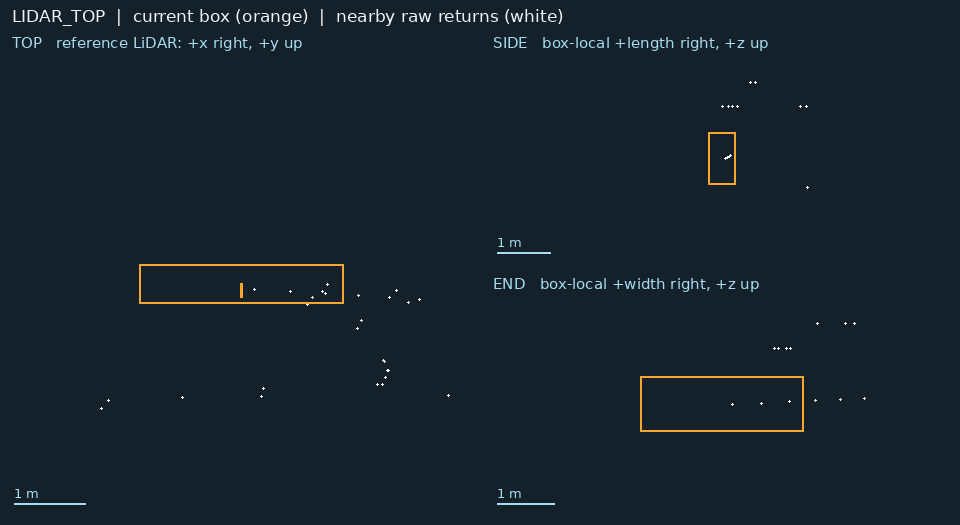 LIDAR_TOP  |  current box (orange)  |  nearby raw returns (white)
TOP   reference LiDAR: +x right, +y up
SIDE   box-local +length right, +z up
1 m
END   box-local +width right, +z up
1 m
1 m